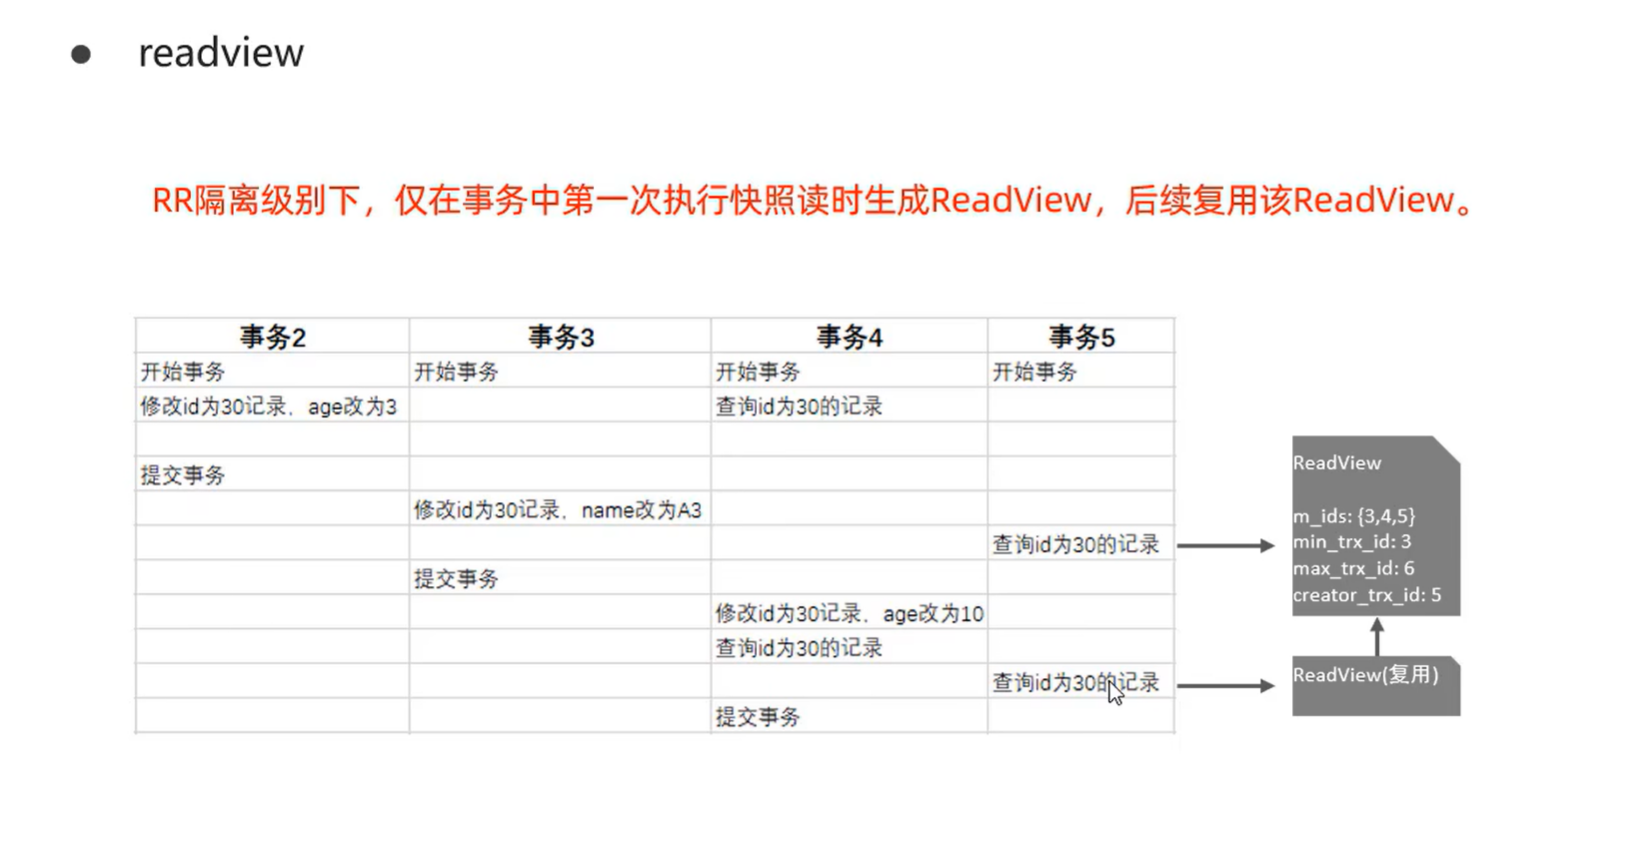 readview
RR隔离级别下，仅在事务中第一次执行快照读时生成ReadView，后续复用该ReadView。
事务2 事务3 事务4 事务5
开始事务 开始事务 开始事务 开始事务
修改id为30记录，age改为3 查询id为30的记录
提交事务
修改id为30记录，name改为A3
查询id为30的记录
提交事务
修改id为30记录，age改为10
查询id为30的记录
查询id为30的记录
提交事务
ReadView
m_ids: {3,4,5}
min_trx_id: 3
max_trx_id: 6
creator_trx_id: 5
ReadView(复用)